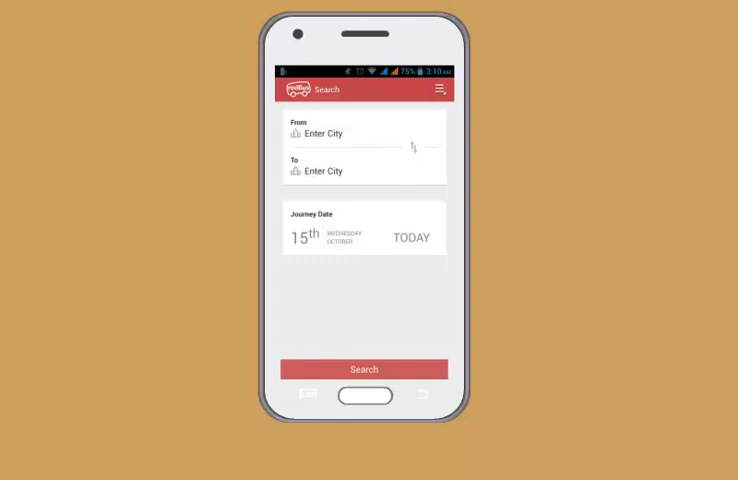 75% 3:10 AM
redBus Search
From
Enter City
To
Enter City
Journey Date
15th WEDNESDAY OCTOBER TODAY
Search